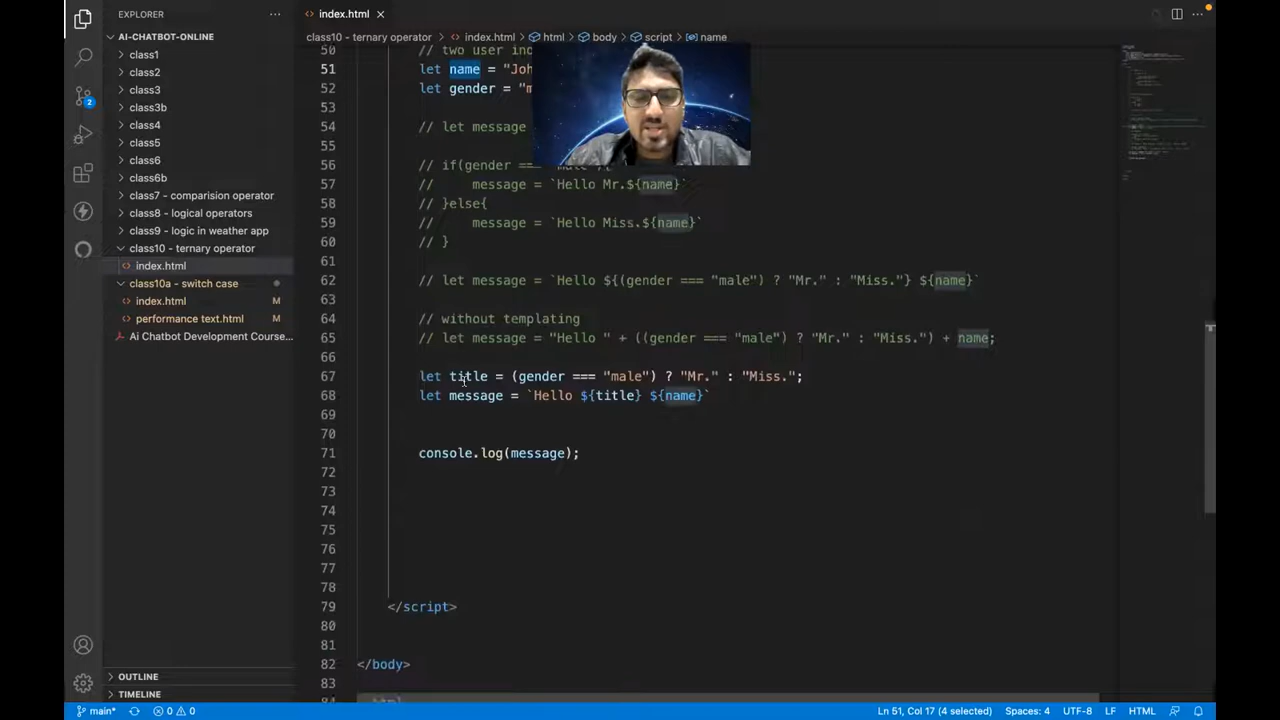 EXPLORER
index.html
AI-CHATBOT-ONLINE
class10 - ternary operator > index.html > html > body > script > name
class1
class2
class3
class3b
class4
class5
class6
class6b
class7 - comparision operator
class8 - logical operators
class9 - logic in weather app
class10 - ternary operator
index.html
class10a - switch case
index.html M
performance text.html M
Ai Chatbot Development Course...
OUTLINE
TIMELINE
2
50 // two user
51 let name =
52 let gender =
53
54 // let message
55
56 // if(gender
57 //     message = `Hello Mr.${name}`
58 // }else{
59 //     message = `Hello Miss.${name}`
60 // }
61
62 // let message = `Hello ${(gender === "male") ? "Mr." : "Miss."} ${name}`
63
64 // without templating
65 // let message = "Hello " + ((gender === "male") ? "Mr." : "Miss.") + name;
66
67 let title = (gender === "male") ? "Mr." : "Miss.";
68 let message = `Hello ${title} ${name}`
69
70
71 console.log(message);
72
73
74
75
76
77
78
79 </script>
80
81
82 </body>
83
main* 0 0 Ln 51, Col 17 (4 selected) Spaces: 4 UTF-8 LF HTML